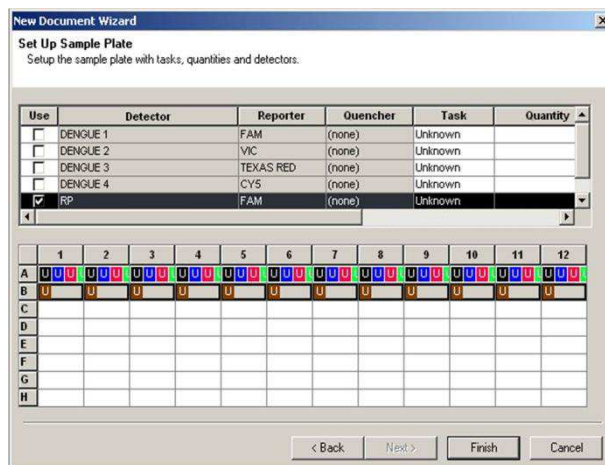 New Document Wizard
Set Up Sample Plate
Setup the sample plate with tasks, quantities and detectors.
Use Detector Reporter Quencher Task Quantity
DENGUE 1 FAM (none) Unknown
DENGUE 2 VIC (none) Unknown
DENGUE 3 TEXAS RED (none) Unknown
DENGUE 4 CY5 (none) Unknown
RP FAM (none) Unknown
1 2 3 4 5 6 7 8 9 10 11 12
A U U U U U U U U U U U U U U U U U U U U U U U U U U U U U U U U U U U U
B U U U U U U U U U U U U
C
D
E
F
G
H
< Back Next > Finish Cancel